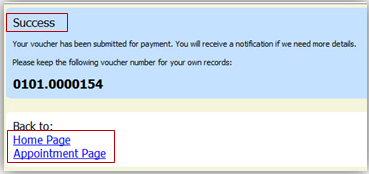 Success
Your voucher has been submitted for payment. You will receive a notification if we need more details.
Please keep the following voucher number for your own records:
0101.0000154
Back to:
Home Page
Appointment Page